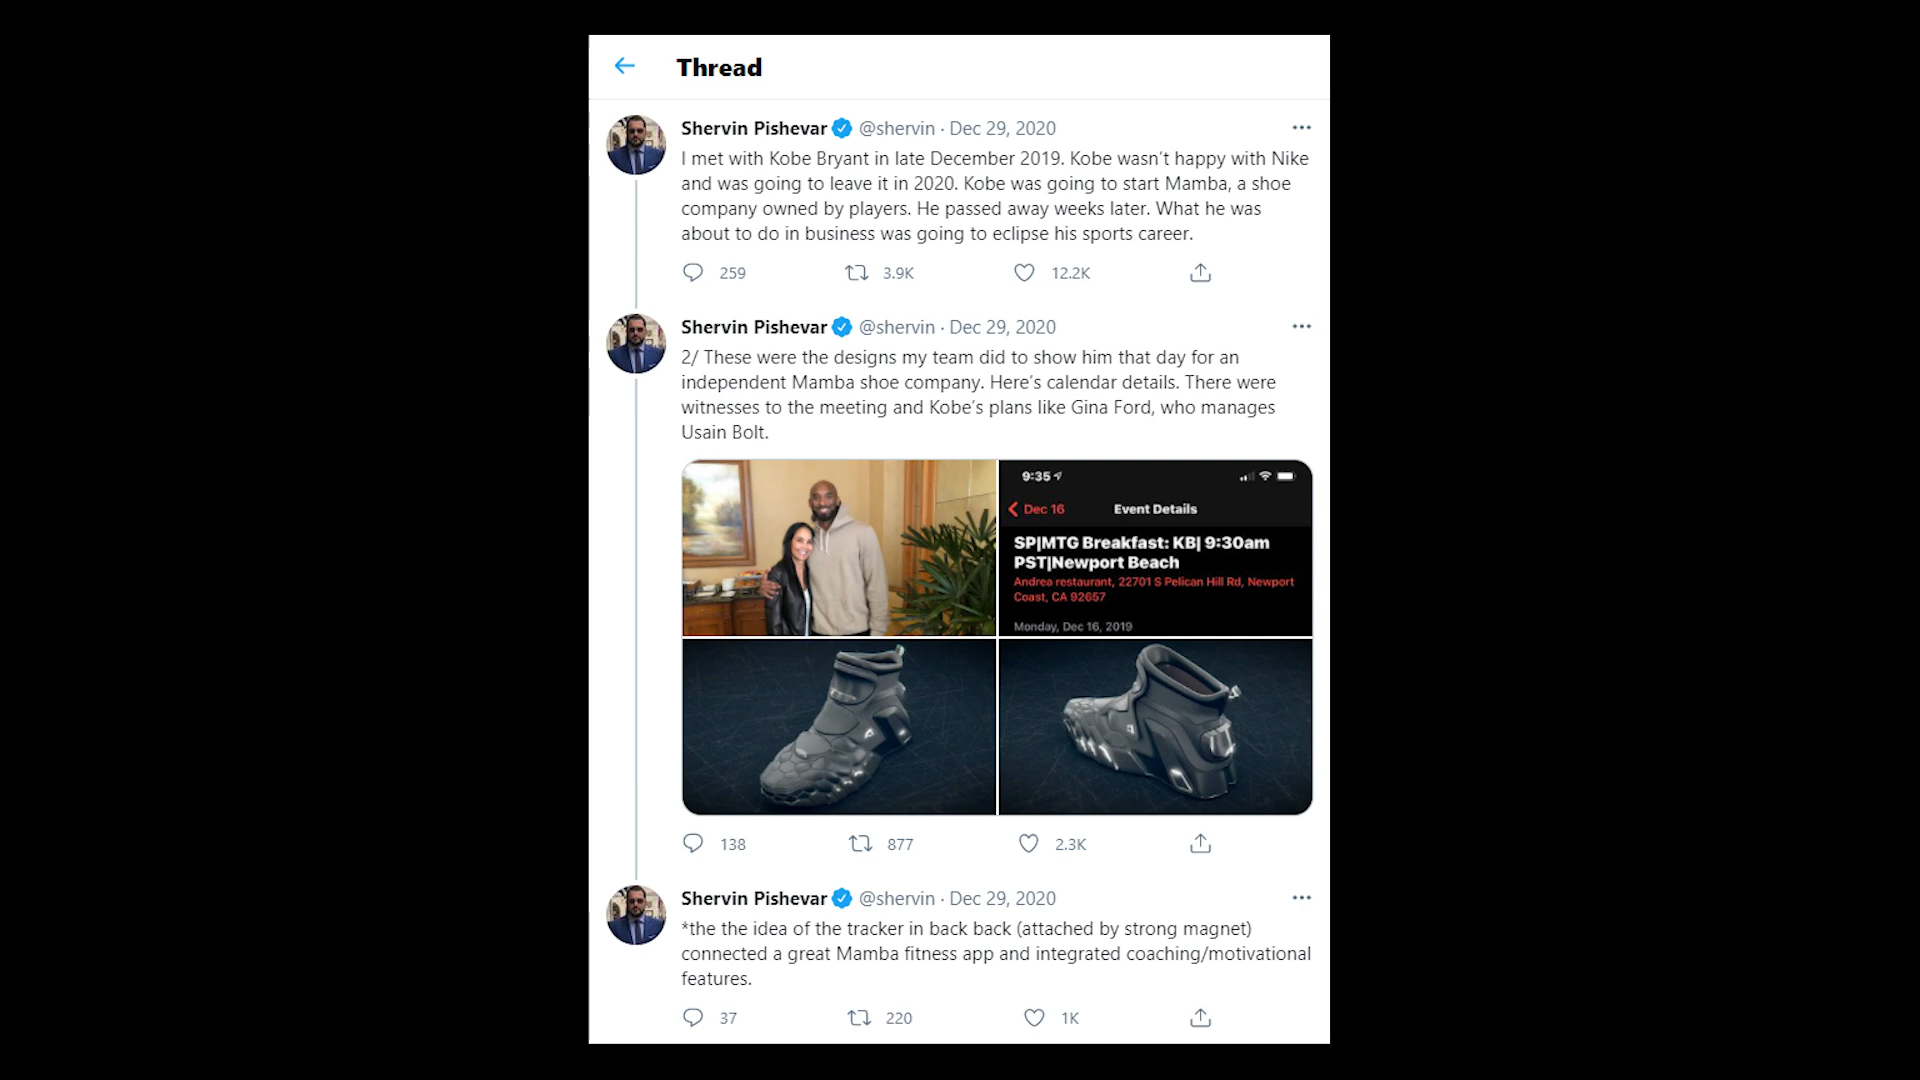 Thread
Shervin Pishevar @shervin · Dec 29, 2020
I met with Kobe Bryant in late December 2019. Kobe wasn't happy with Nike
and was going to leave it in 2020. Kobe was going to start Mamba, a shoe
company owned by players. He passed away weeks later. What he was
about to do in business was going to eclipse his sports career.
259 3.9K 12.2K
Shervin Pishevar @shervin · Dec 29, 2020
2/ These were the designs my team did to show him that day for an
independent Mamba shoe company. Here's calendar details. There were
witnesses to the meeting and Kobe's plans like Gina Ford, who manages
Usain Bolt.
9:35
Dec 16 Event Details
SP|MTG Breakfast: KB| 9:30am
PST|Newport Beach
Andrea restaurant, 22701 S Pelican Hill Rd, Newport
Coast, CA 92657
Monday, Dec 16, 2019
138 877 2.3K
Shervin Pishevar @shervin · Dec 29, 2020
*the the idea of the tracker in back back (attached by strong magnet)
connected a great Mamba fitness app and integrated coaching/motivational
features.
37 220 1K